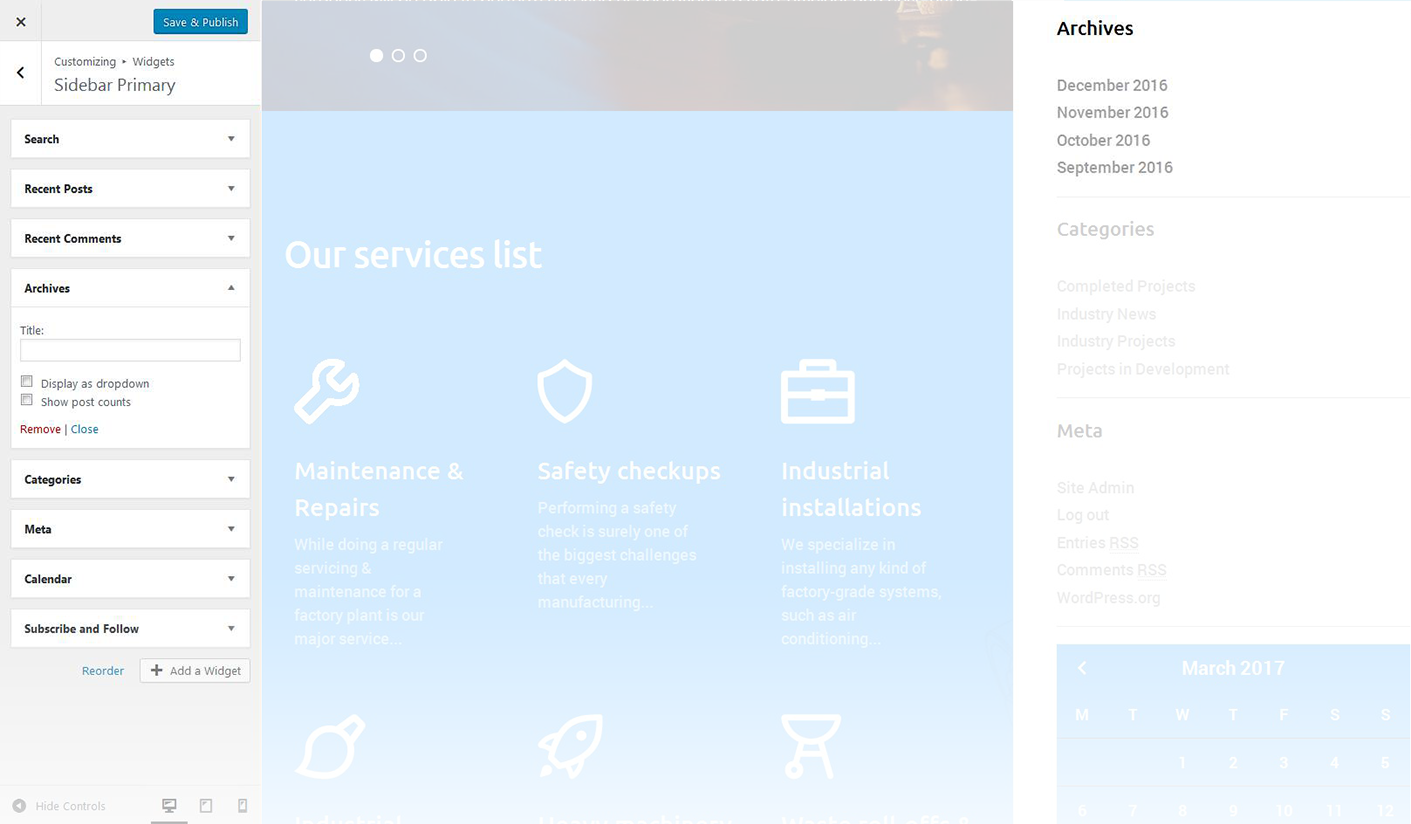 Save & Publish
Customizing ▸ Widgets
Sidebar Primary
Search
Recent Posts
Recent Comments
Archives
Title:
Display as dropdown
Show post counts
Remove | Close
Categories
Meta
Calendar
Subscribe and Follow
Reorder
Add a Widget
Hide Controls
Our services list
Maintenance &
Repairs
While doing a regular
servicing &
maintenance for a
factory plant is our
major service...
Safety checkups
Performing a safety
check is surely one of
the biggest challenges
that every
manufacturing...
Industrial
installations
We specialize in
installing any kind of
factory-grade systems,
such as air
conditioning...
Industrial
Heavy machinery
Waste roll-offs &
Archives
December 2016
November 2016
October 2016
September 2016
Categories
Completed Projects
Industry News
Industry Projects
Projects in Development
Meta
Site Admin
Log out
Entries RSS
Comments RSS
WordPress.org
March 2017
M T W T F S S
1 2 3 4 5
6 7 8 9 10 11 12